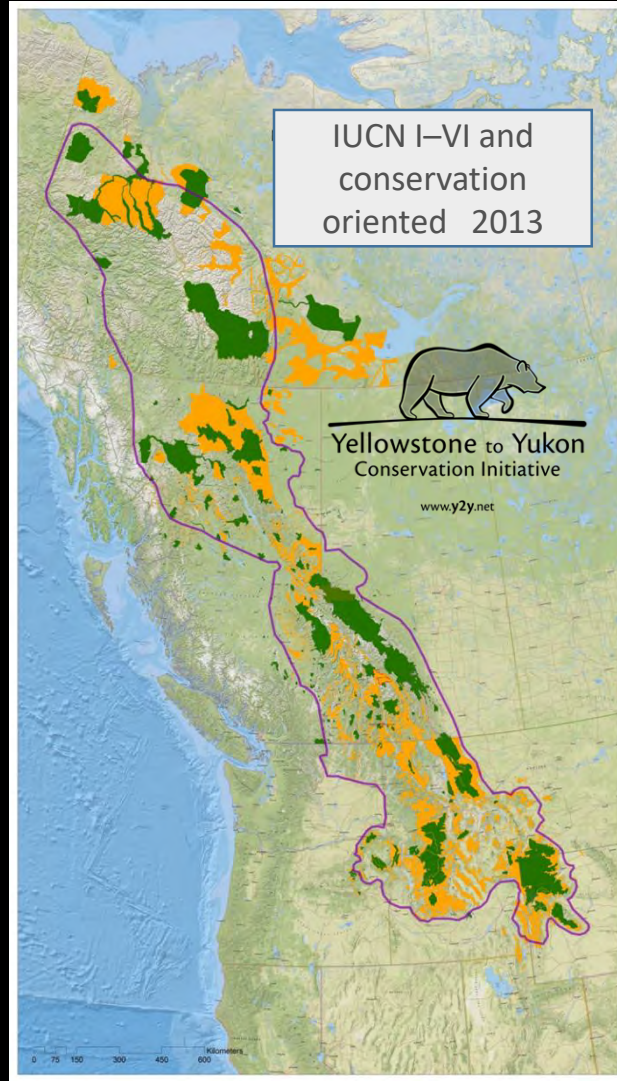 IUCN I–VI and
conservation
oriented 2013
Yellowstone to Yukon
Conservation Initiative
www.y2y.net
Kilometers
0 75 150 300 450 600